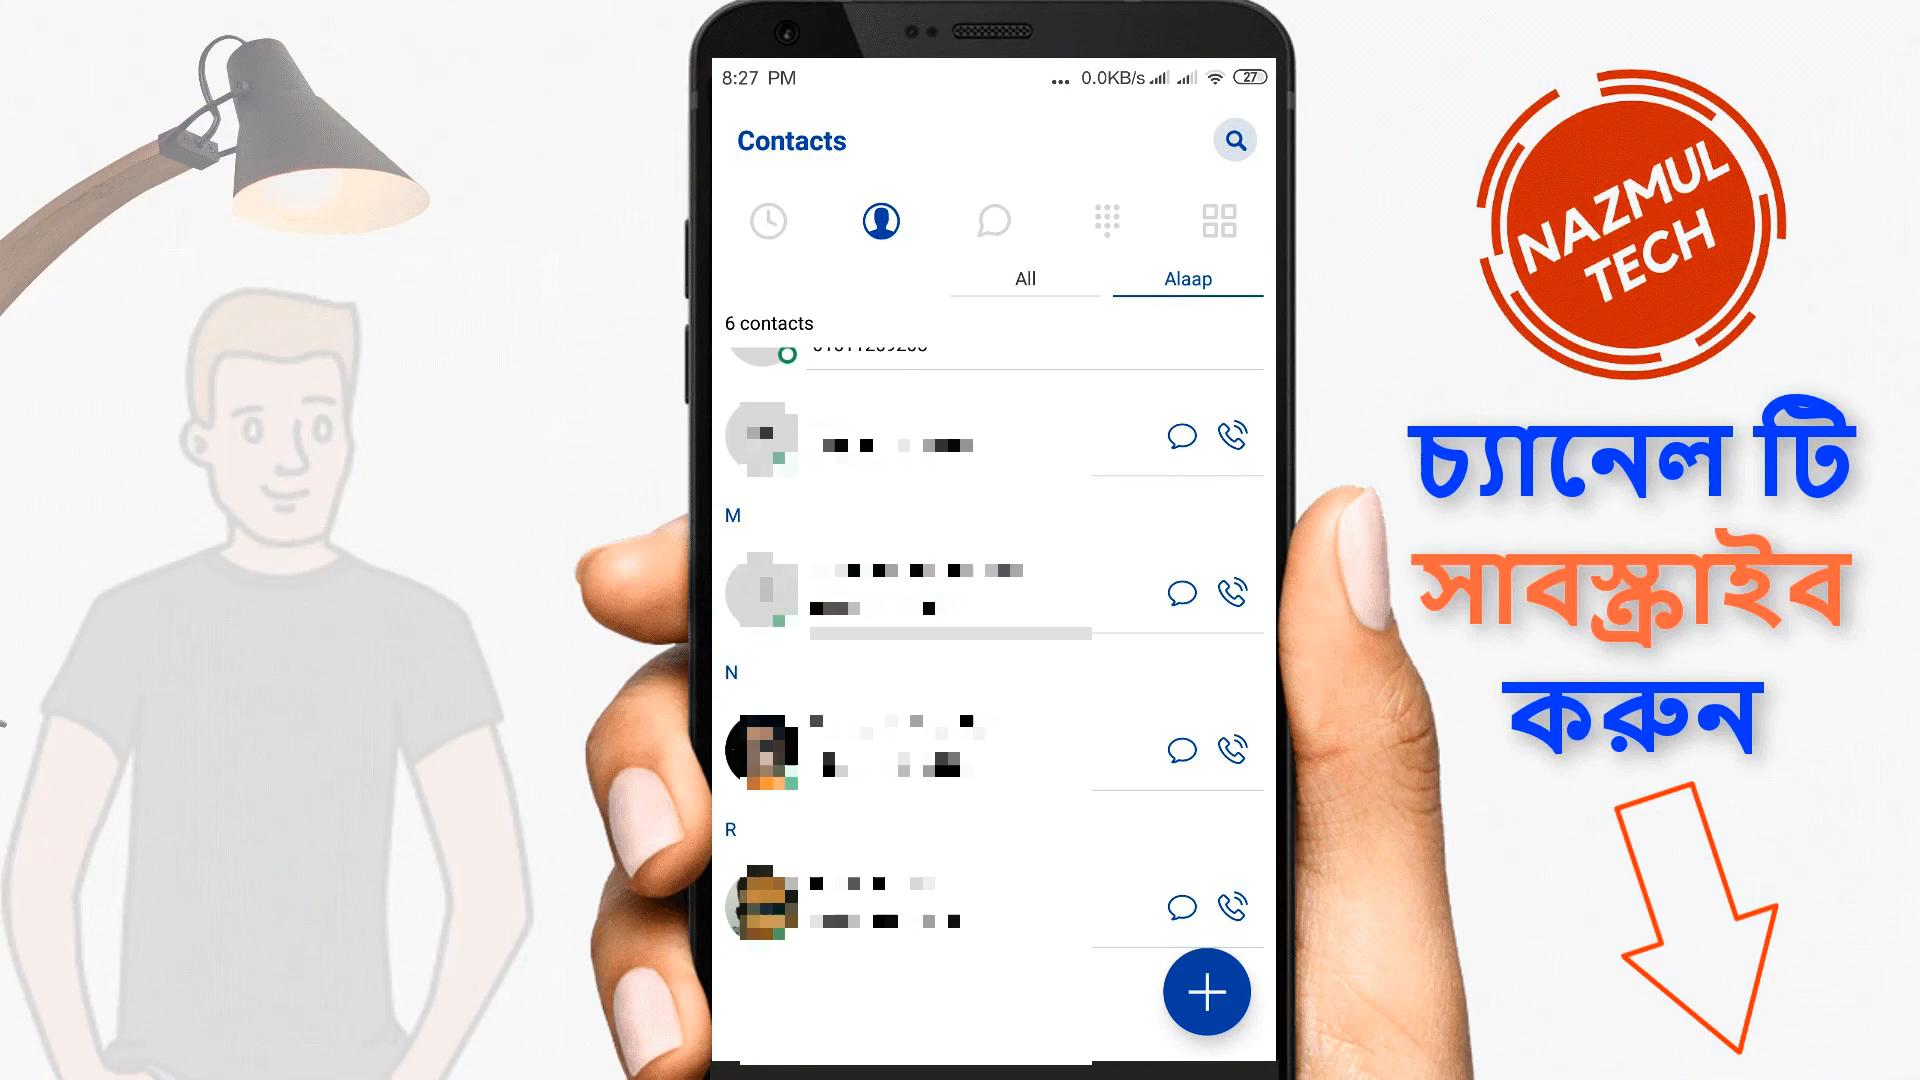 8:27 PM
... 0.0KB/s
27
Contacts
All
Alaap
6 contacts
M
N
R
NAZMUL
TECH
চ্যানেল টি
সাবস্ক্রাইব
করুন